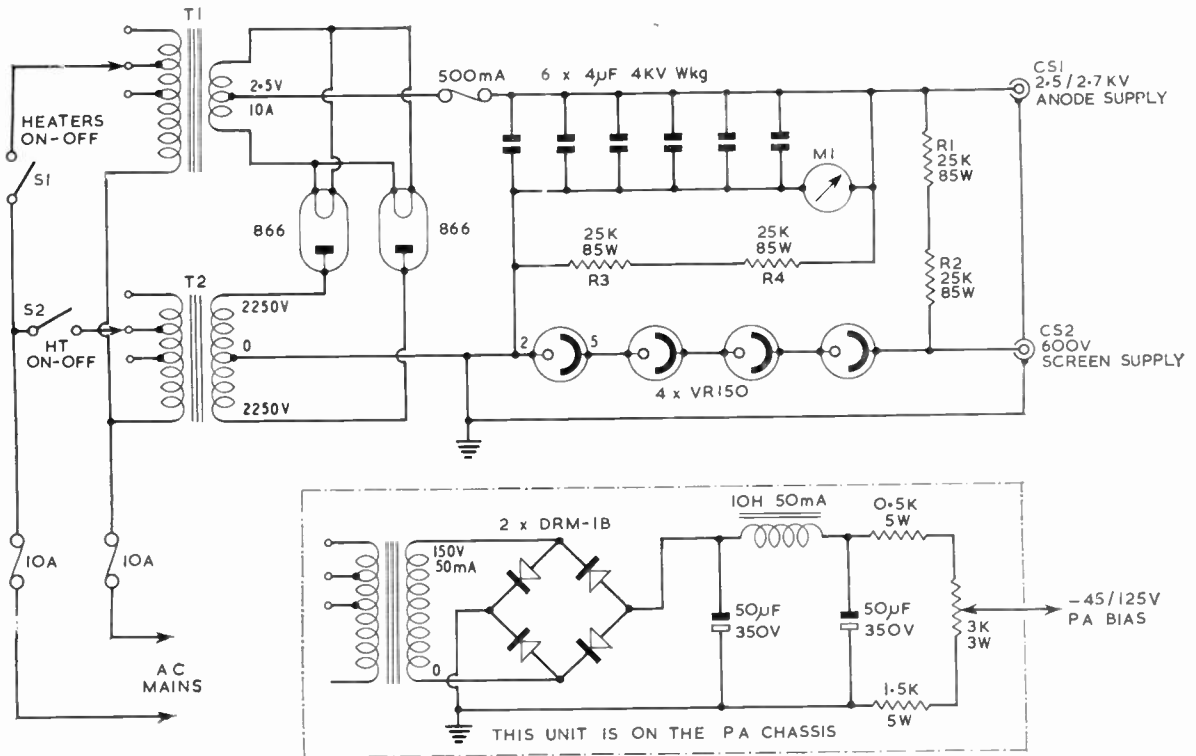 T1
500mA
6 x 4µF 4KV Wkg
CS1
2·5/2·7KV
ANODE SUPPLY
2·5V
10A
HEATERS
ON-OFF
S1
M1
R1
25K
85W
866
866
25K
85W
R3
25K
85W
R4
R2
25K
85W
T2
S2
HT
ON-OFF
2250V
0
2250V
2
5
4 x VR150
CS2
600V
SCREEN SUPPLY
10A
10A
AC
MAINS
2 x DRM-1B
150V
50mA
0
10H 50mA
0·5K
5W
50µF
350V
50µF
350V
3K
3W
-45/125V
PA BIAS
1·5K
5W
THIS UNIT IS ON THE PA CHASSIS